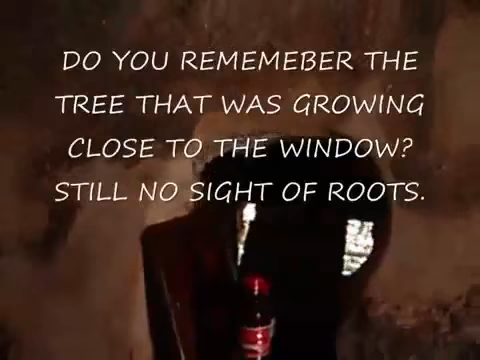 DO YOU REMEMEBER THE
TREE THAT WAS GROWING
CLOSE TO THE WINDOW?
STILL NO SIGHT OF ROOTS.